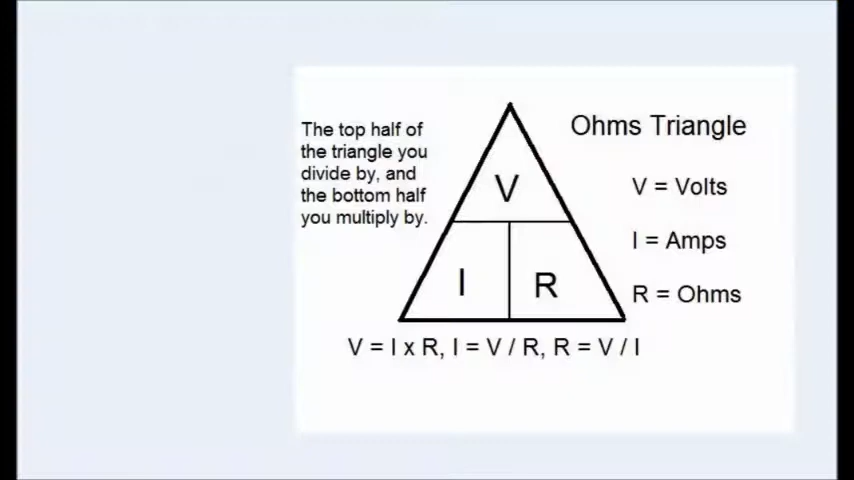 The top half of
the triangle you
divide by, and
the bottom half
you multiply by.
Ohms Triangle
V
I
R
V = Volts
I = Amps
R = Ohms
V = I x R, I = V / R, R = V / I